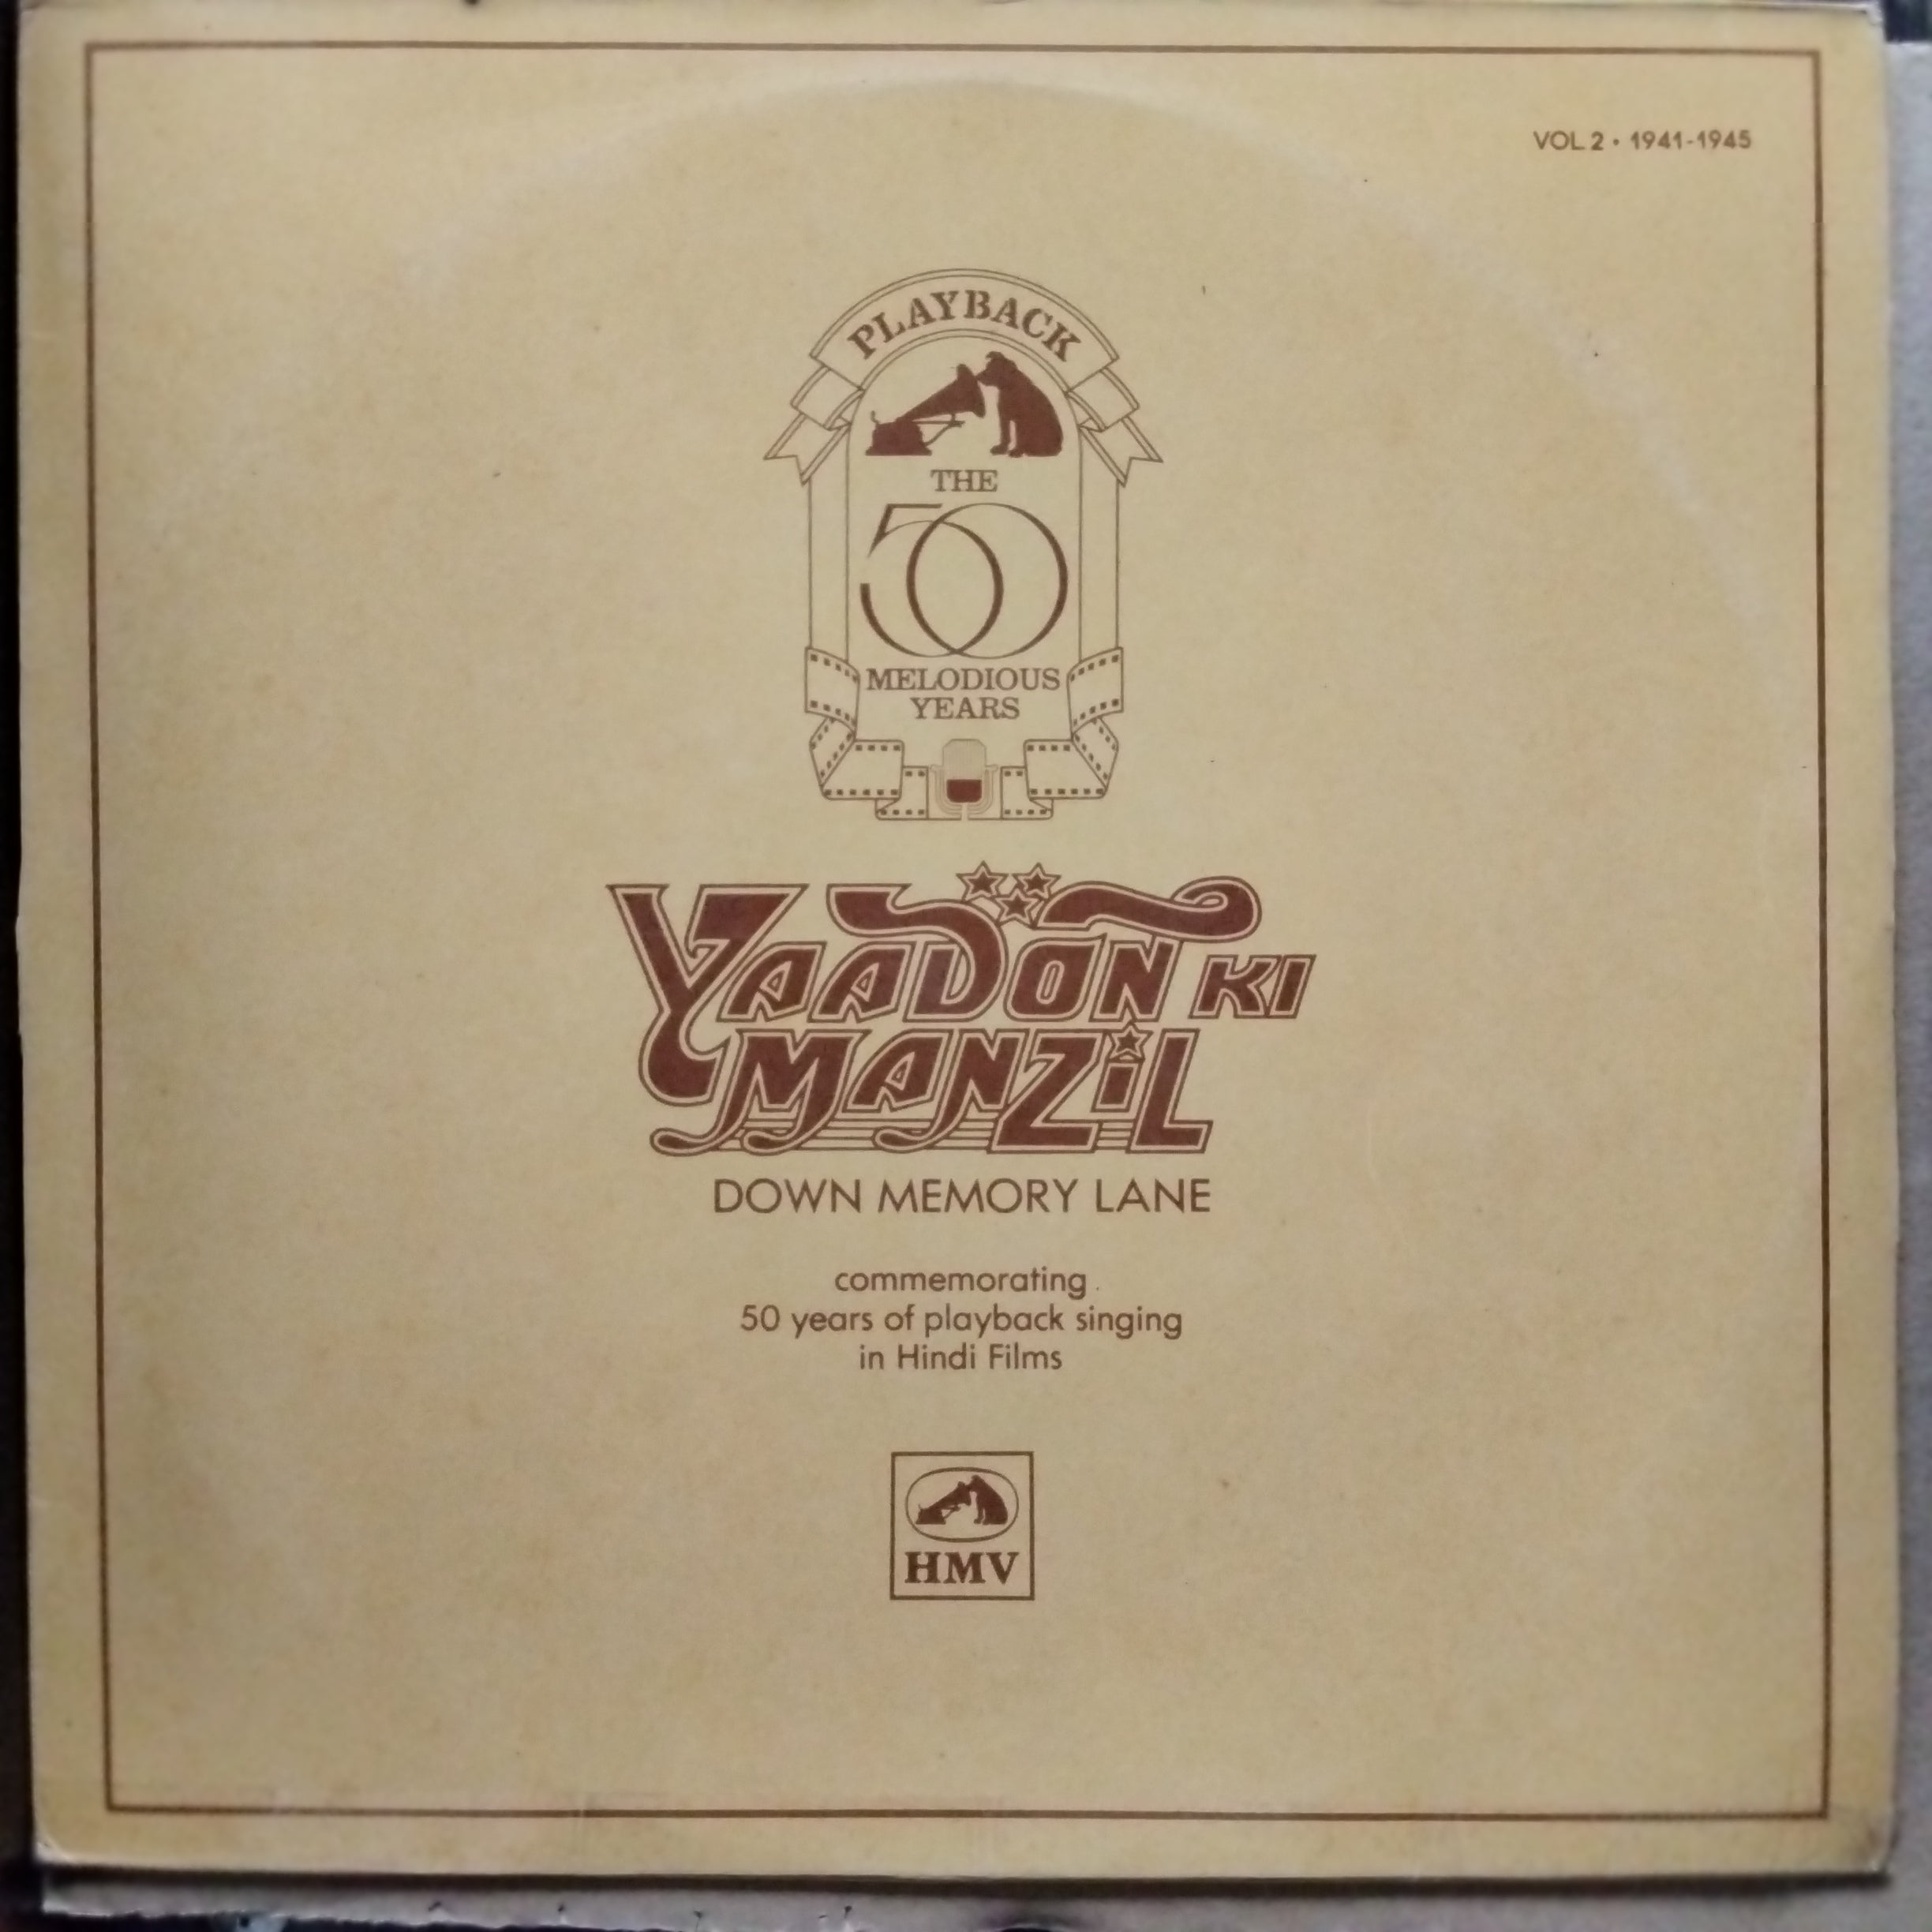 VOL 2 • 1941-1945
PLAYBACK
THE
50
MELODIOUS
YEARS
YAADON KI
MANZiL
DOWN MEMORY LANE
commemorating
50 years of playback singing
in Hindi Films
HMV